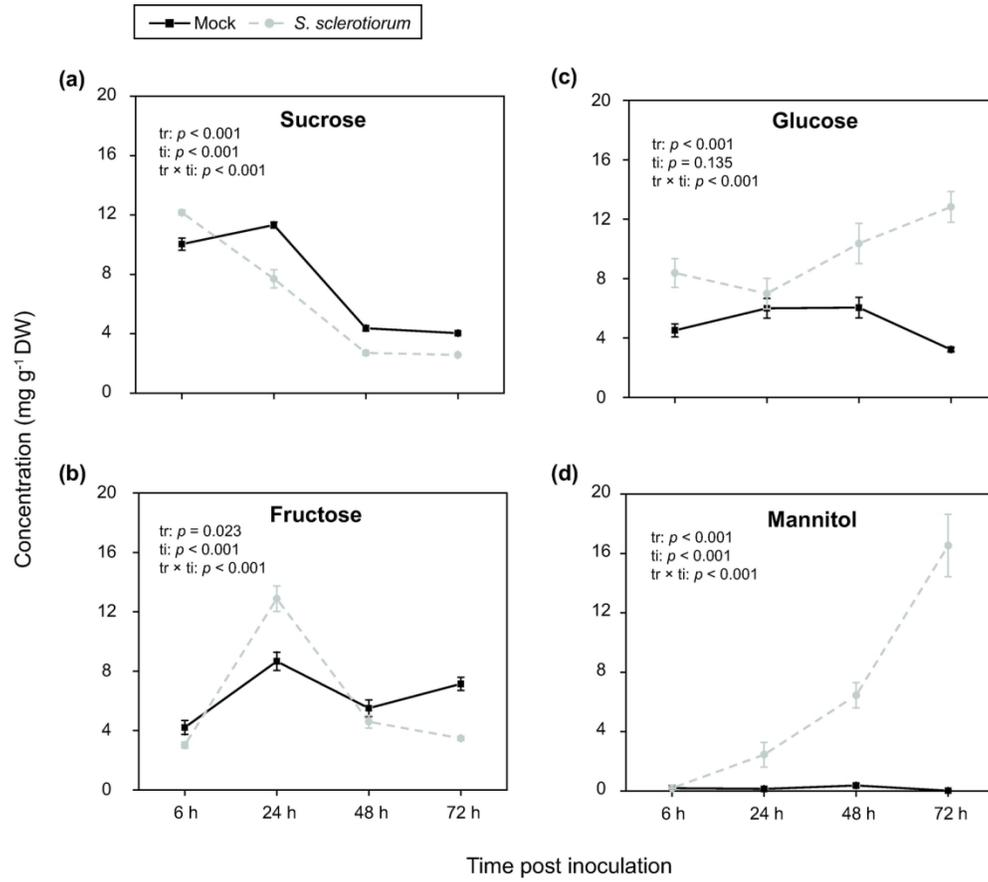 Mock S. sclerotiorum
(a)
Sucrose
tr: p < 0.001
ti: p < 0.001
tr × ti: p < 0.001
20
16
12
8
4
0
(c)
Glucose
tr: p < 0.001
ti: p = 0.135
tr × ti: p < 0.001
20
16
12
8
4
0
Concentration (mg g-1 DW)
(b)
Fructose
tr: p = 0.023
ti: p < 0.001
tr × ti: p < 0.001
20
16
12
8
4
0
6 h 24 h 48 h 72 h
(d)
Mannitol
tr: p < 0.001
ti: p < 0.001
tr × ti: p < 0.001
20
16
12
8
4
0
6 h 24 h 48 h 72 h
Time post inoculation